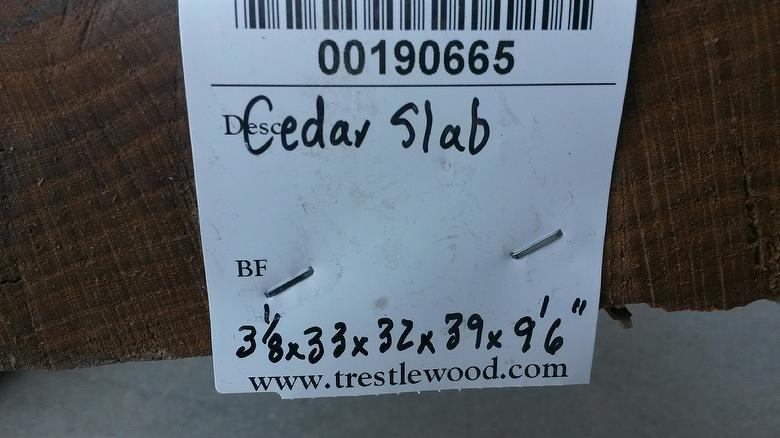 00190665
Desc Cedar Slab
BF
3 1/8 x 33 x 32 x 39 x 9' 6"
www.trestlewood.com